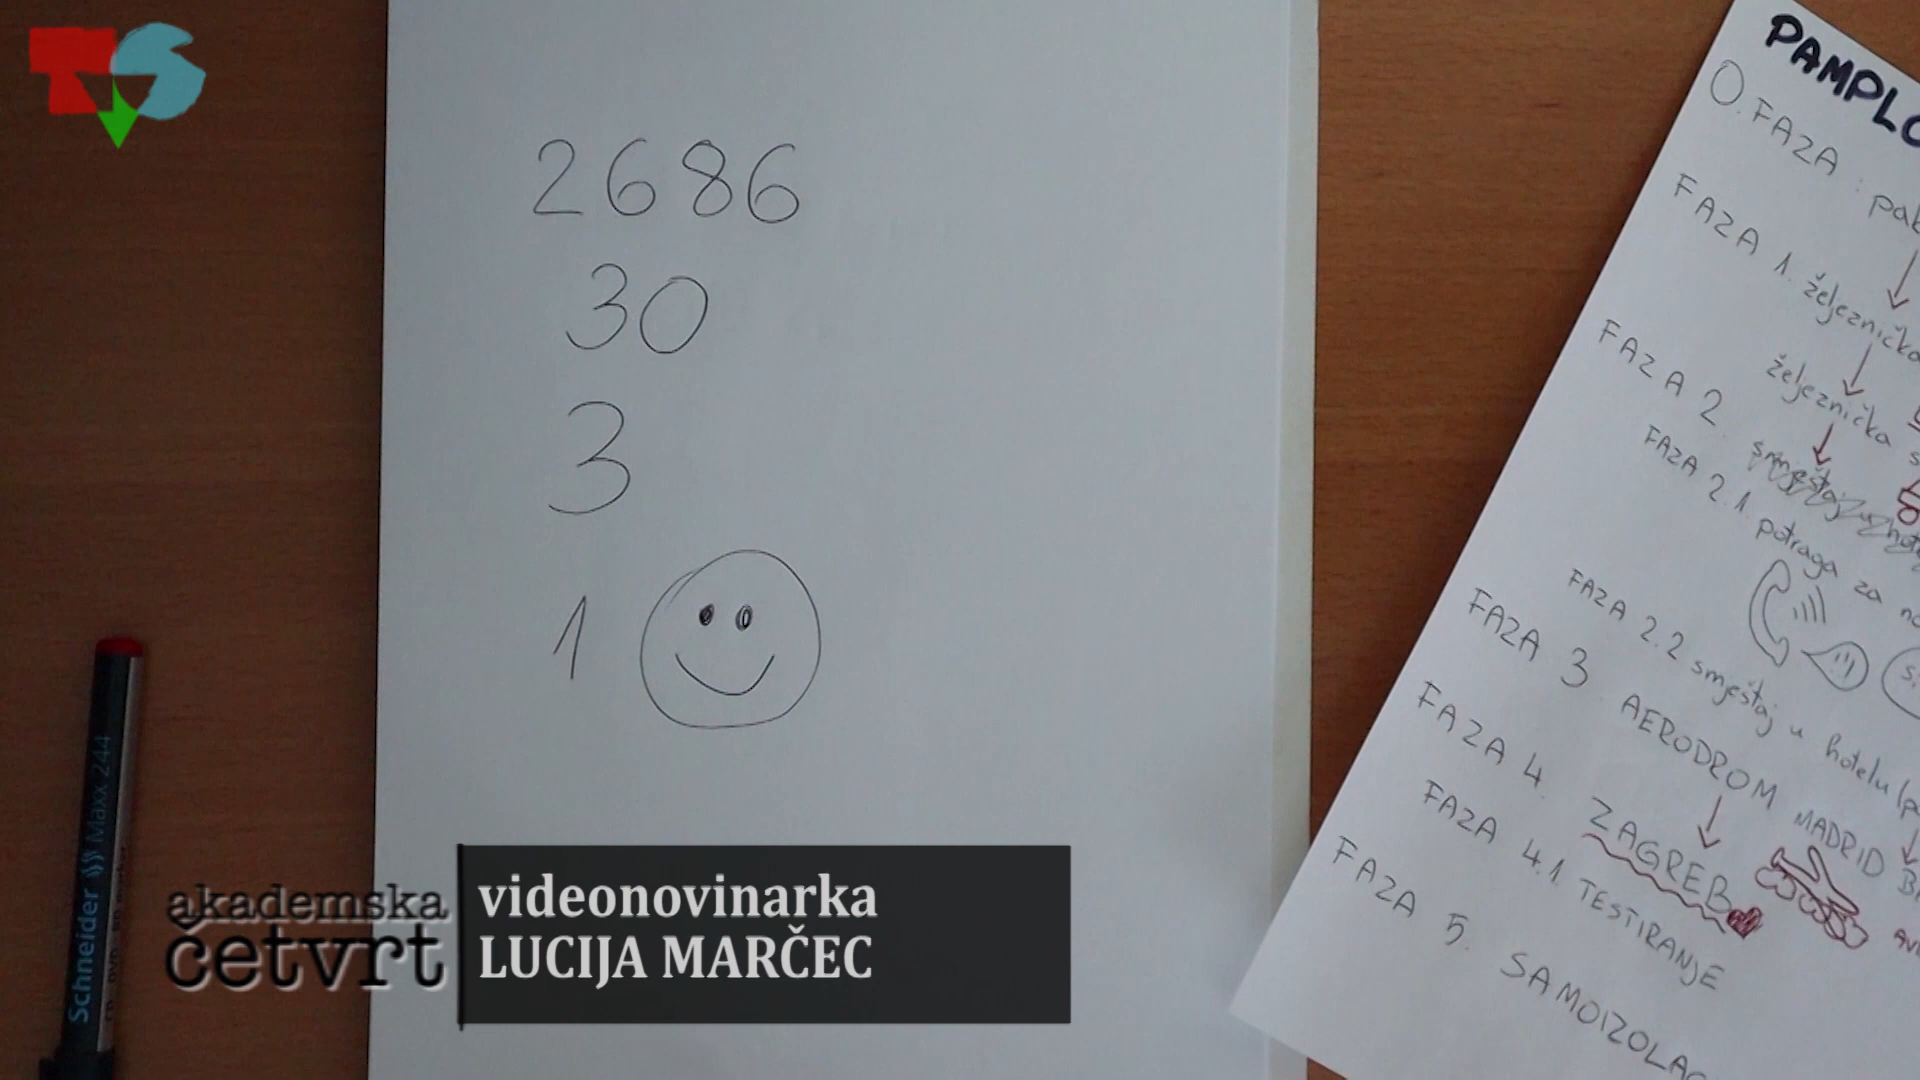 TVS
2686
30
3
1
PAMPLO
0. FAZA :
FAZA 1. željeznička
željeznička
FAZA 2.
FAZA 2.1. potraga za
FAZA 2.2 smještaj u hotelu
FAZA 3. AERODROM MADRID
FAZA 4. ZAGREB
FAZA 4.1. TESTIRANJE
FAZA 5. SAMOIZOLAC
Schneider Maxx 244
akademska
četvrt
videonovinarka
LUCIJA MARČEC